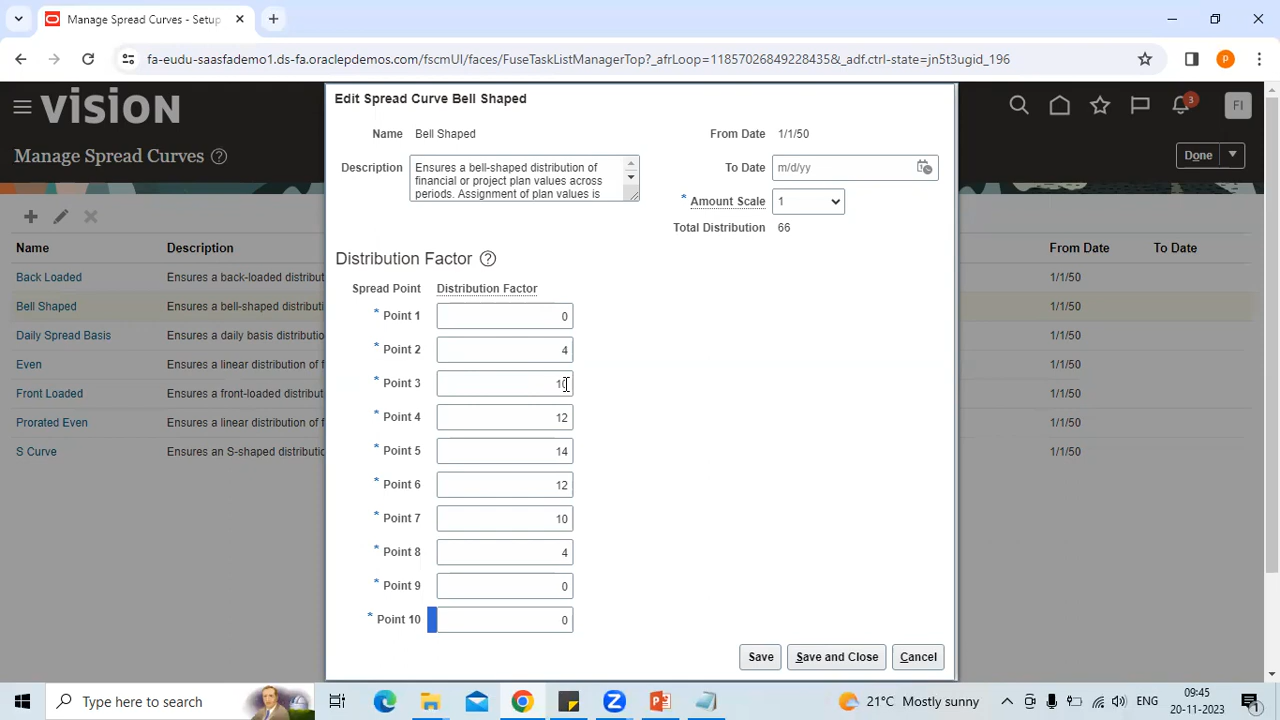 Manage Spread Curves - Setup
fa-eudu-saasfademo1.ds-fa.oraclepdemos.com/fscmUI/faces/FuseTaskListManagerTop?_afrLoop=11857026849228435&_adf.ctrl-state=jn5t3ugid_196
P
VISION
3
FI
Manage Spread Curves
Done
Name Description From Date To Date
Back Loaded Ensures a back-loaded distribut 1/1/50
Bell Shaped Ensures a bell-shaped distributi 1/1/50
Daily Spread Basis Ensures a daily basis distributio 1/1/50
Even Ensures a linear distribution of 1/1/50
Front Loaded Ensures a front-loaded distribut 1/1/50
Prorated Even Ensures a linear distribution of 1/1/50
S Curve Ensures an S-shaped distributi 1/1/50
Edit Spread Curve Bell Shaped
Name Bell Shaped From Date 1/1/50
Description Ensures a bell-shaped distribution of
financial or project plan values across
periods. Assignment of plan values is
To Date m/d/yy
* Amount Scale 1
Total Distribution 66
Distribution Factor ?
Spread Point Distribution Factor
* Point 1 0
* Point 2 4
* Point 3 10
* Point 4 12
* Point 5 14
* Point 6 12
* Point 7 10
* Point 8 4
* Point 9 0
* Point 10 0
Save Save and Close Cancel
Type here to search
21°C Mostly sunny
ENG
09:45
20-11-2023
1